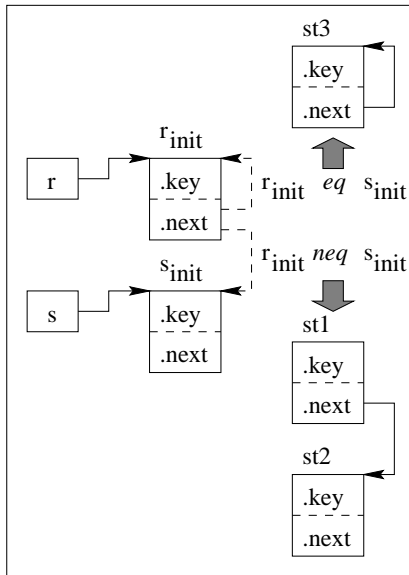 st3
.key
.next
r_init
r
.key
.next
r_init eq s_init
r_init neq s_init
s_init
s
.key
.next
st1
.key
.next
st2
.key
.next